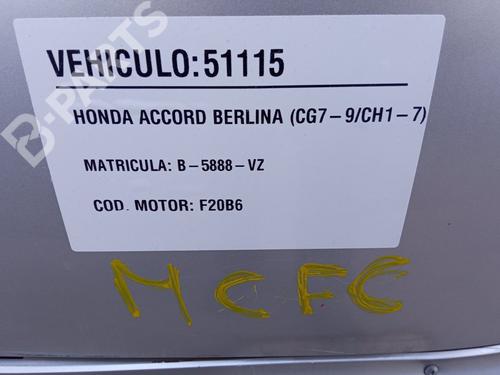 B-PARTS
VEHICULO:51115
HONDA ACCORD BERLINA (CG7-9/CH1-7)
MATRICULA: B-5888-VZ
COD. MOTOR: F20B6
MCFC